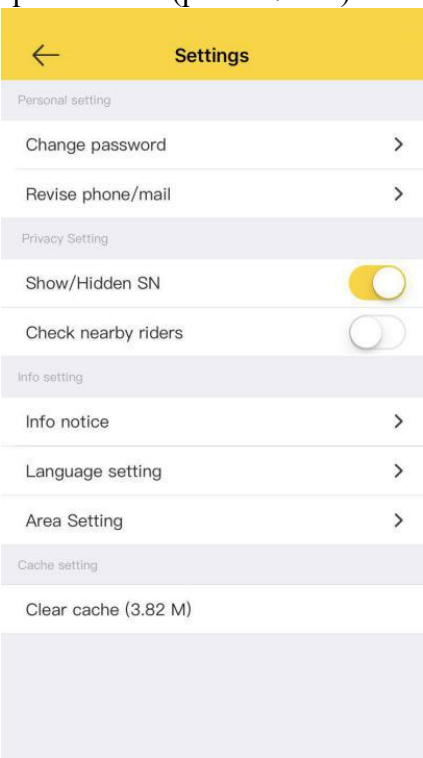 Settings
Personal setting
Change password
Revise phone/mail
Privacy Setting
Show/Hidden SN
Check nearby riders
Info setting
Info notice
Language setting
Area Setting
Cache setting
Clear cache (3.82 M)